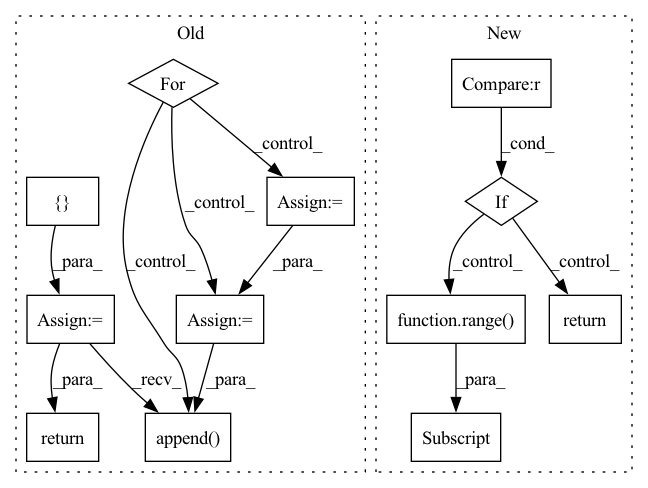 Old
New
For
Compare:r
_control_
_cond_
{}
_control_
Assign:=
If
_para_
_control_
_para_
_control_
_control_
Assign:=
Assign:=
function.range()
return
_para_
_recv_
_para_
_para_
return
append()
Subscript